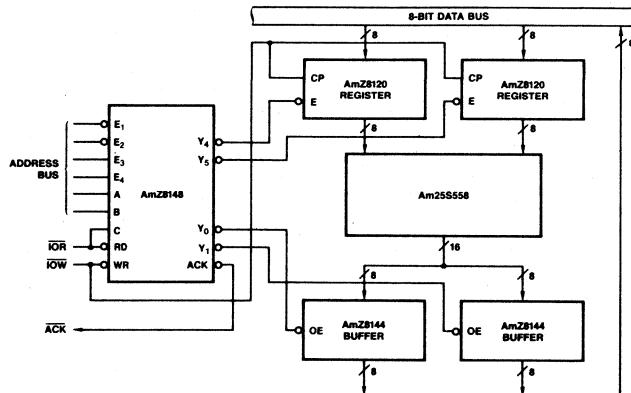 8-BIT DATA BUS
8
8
8
CP
AmZ8120
REGISTER
E
CP
AmZ8120
REGISTER
E
8
8
ADDRESS
BUS
E1
E2
E3
E4
A
B
C
RD
WR
AmZ8148
Y4
Y5
Y0
Y1
ACK
IOR
IOW
ACK
Am25S558
16
8
8
OE
AmZ8144
BUFFER
OE
AmZ8144
BUFFER
8
8